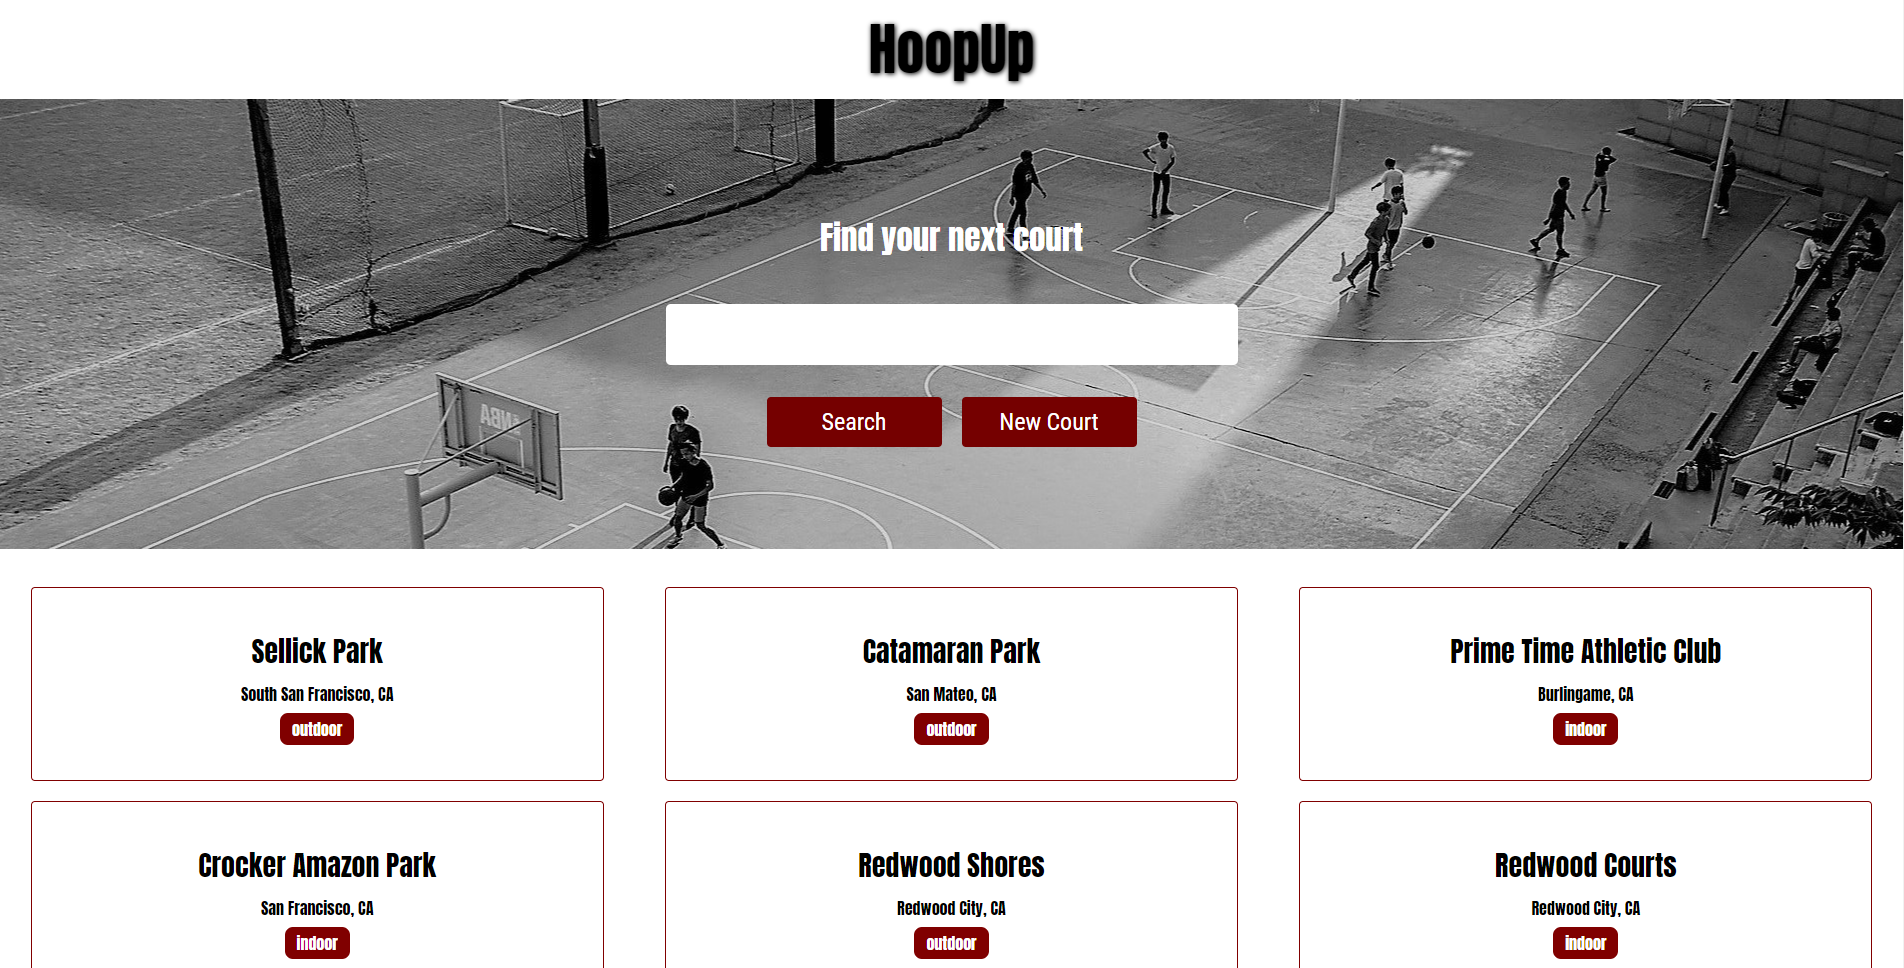 HoopUp
Find your next court
Search
New Court
NBA
Sellick Park
South San Francisco, CA
outdoor
Catamaran Park
San Mateo, CA
outdoor
Prime Time Athletic Club
Burlingame, CA
indoor
Crocker Amazon Park
San Francisco, CA
indoor
Redwood Shores
Redwood City, CA
outdoor
Redwood Courts
Redwood City, CA
indoor